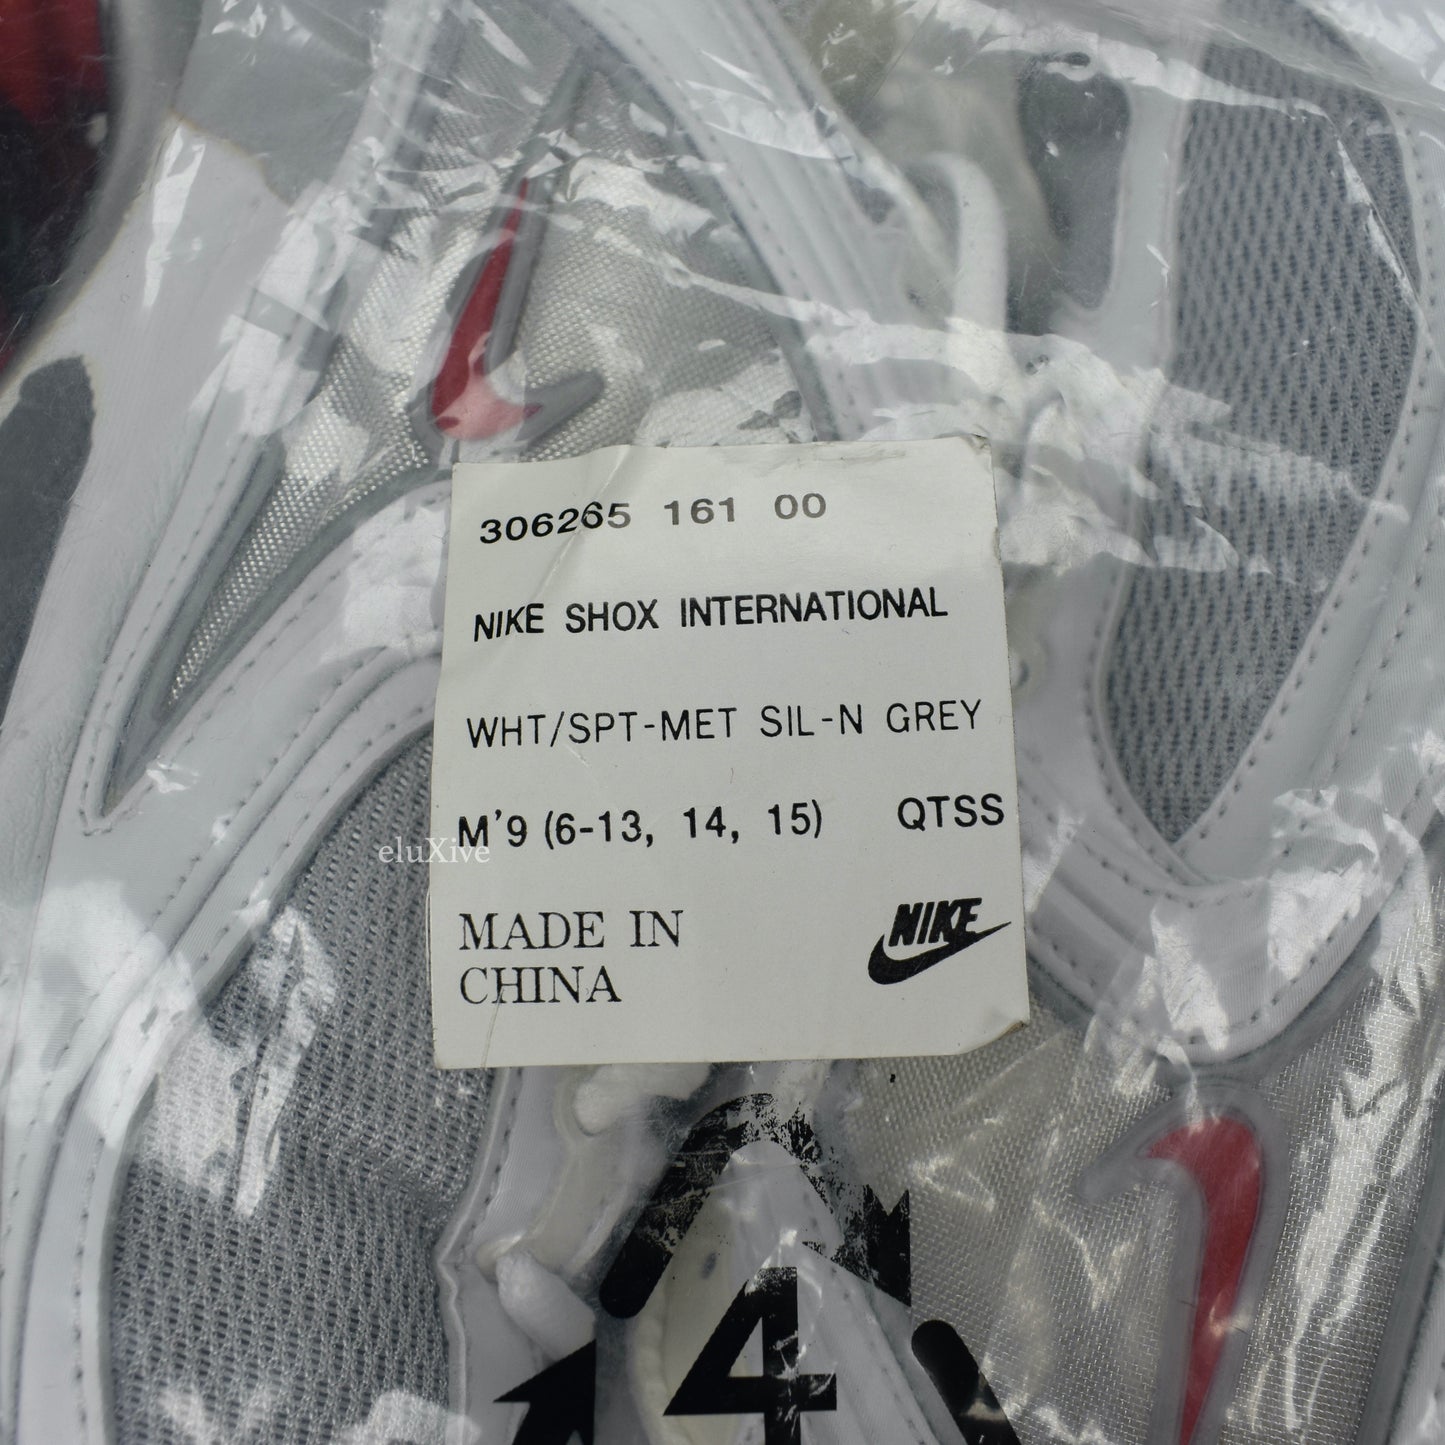 306265 161 00
NIKE SHOX INTERNATIONAL
WHT/SPT-MET SIL-N GREY
M'9 (6-13, 14, 15) QTSS
eluXive
MADE IN
CHINA
NIKE
4